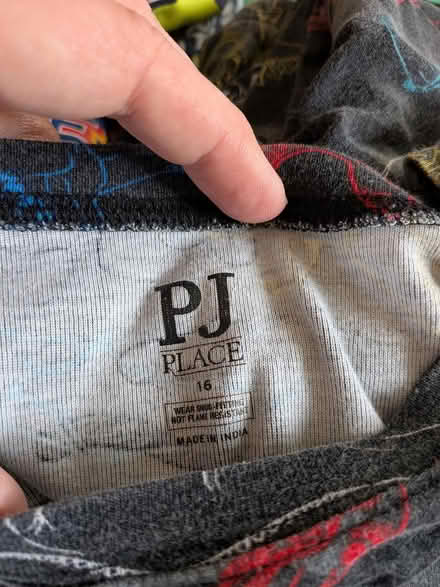 PJ
PLACE
16
WEAR SNUG-FITTING
NOT FLAME RESISTANT
MADE IN INDIA